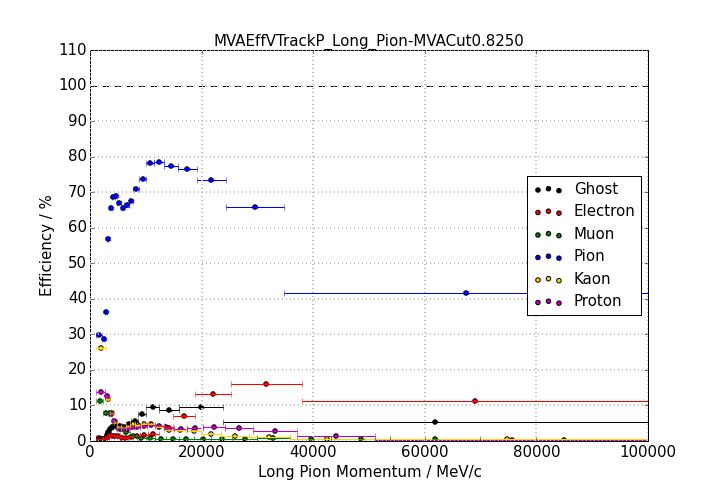 MVAEffVTrackP_Long_Pion-MVACut0.8250
110
100
90
80
70
60
50
40
30
20
10
0
Efficiency / %
Ghost
Electron
Muon
Pion
Kaon
Proton
0 20000 40000 60000 80000 100000
Long Pion Momentum / MeV/c